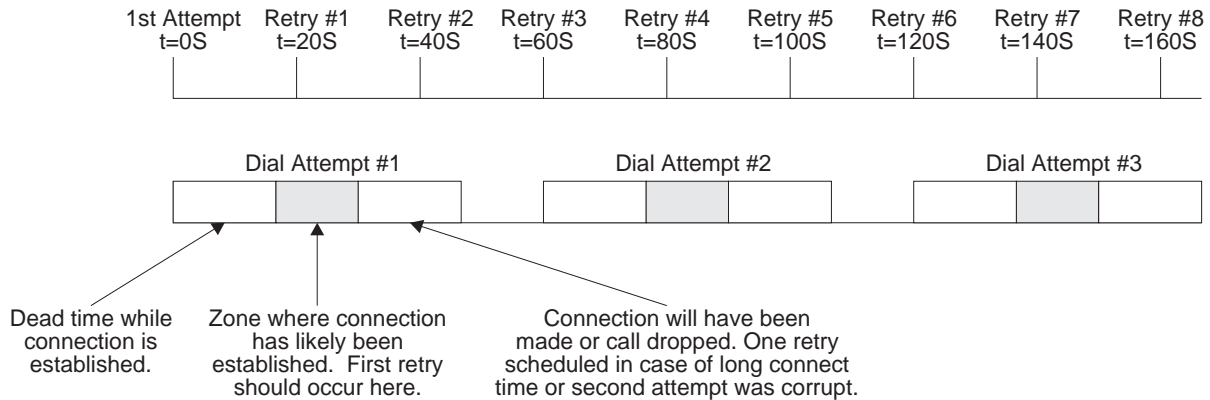 1st Attempt Retry #1 Retry #2 Retry #3 Retry #4 Retry #5 Retry #6 Retry #7 Retry #8
t=0S t=20S t=40S t=60S t=80S t=100S t=120S t=140S t=160S
Dial Attempt #1 Dial Attempt #2 Dial Attempt #3
Dead time while
connection is
established.
Zone where connection
has likely been
established. First retry
should occur here.
Connection will have been
made or call dropped. One retry
scheduled in case of long connect
time or second attempt was corrupt.